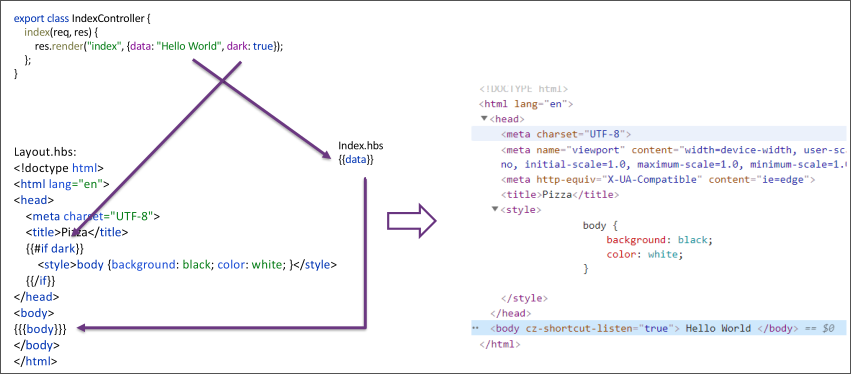 export class IndexController {
index(req, res) {
res.render("index", {data: "Hello World", dark: true});
};
}
Index.hbs
{{data}}
Layout.hbs:
<!doctype html>
<html lang="en">
<head>
<meta charset="UTF-8">
<title>Pizza</title>
{{#if dark}}
<style>body {background: black; color: white; }</style>
{{/if}}
</head>
<body>
{{{body}}}
</body>
</html>
<!DOCTYPE html>
<html lang="en">
<head>
<meta charset="UTF-8">
<meta name="viewport" content="width=device-width, user-sc
no, initial-scale=1.0, maximum-scale=1.0, minimum-scale=1.0
<meta http-equiv="X-UA-Compatible" content="ie=edge">
<title>Pizza</title>
<style>
body {
background: black;
color: white;
}
</style>
</head>
<body cz-shortcut-listen="true"> Hello World </body> == $0
</html>